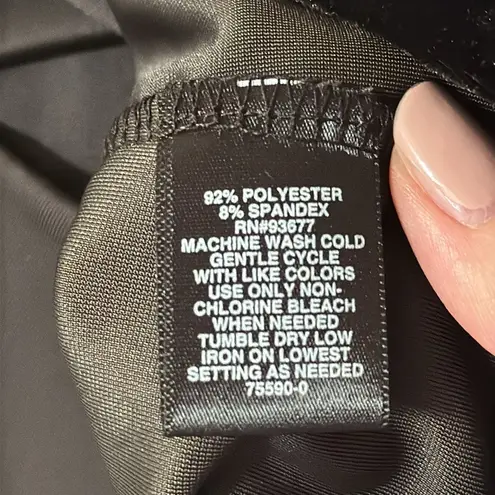 92% POLYESTER
8% SPANDEX
RN#93677
MACHINE WASH COLD
GENTLE CYCLE
WITH LIKE COLORS
USE ONLY NON-
CHLORINE BLEACH
WHEN NEEDED
TUMBLE DRY LOW
IRON ON LOWEST
SETTING AS NEEDED
75590-0